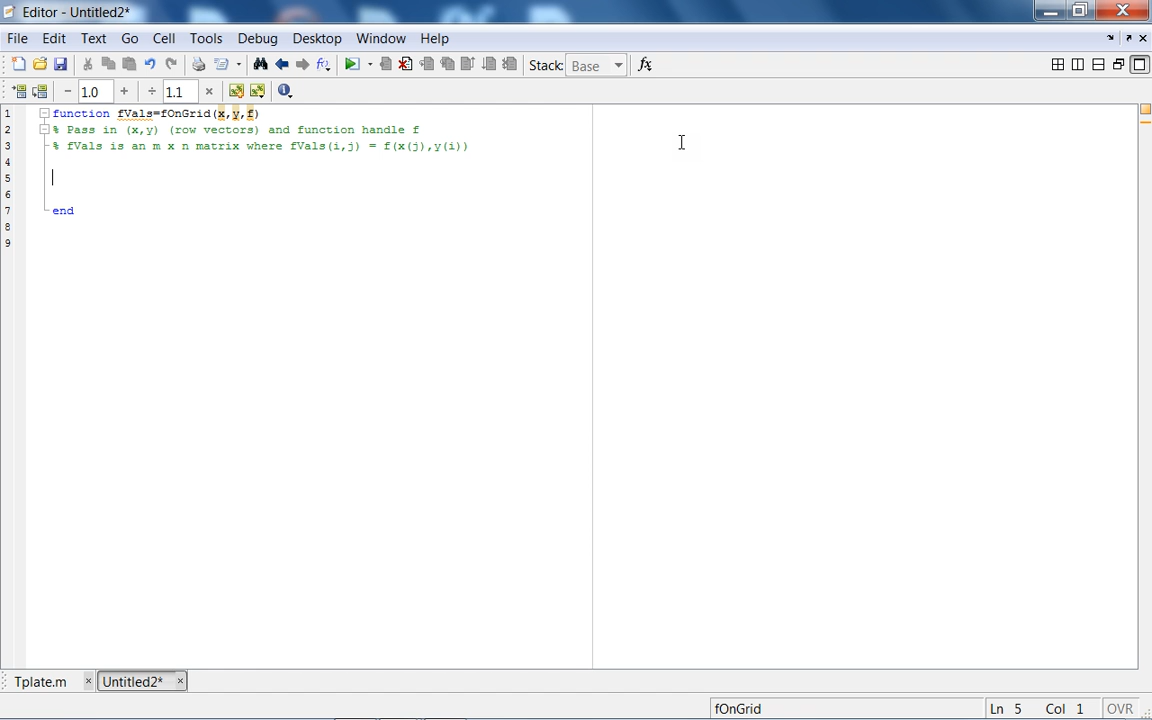 Editor - Untitled2*
File Edit Text Go Cell Tools Debug Desktop Window Help
Stack: Base fx
1.0 1.1
1 function fVals=fOnGrid(x,y,f)
2 % Pass in (x,y) (row vectors) and function handle f
3 % fVals is an m x n matrix where fVals(i,j) = f(x(j),y(i))
4
5
6
7 end
8
9
Tplate.m Untitled2*
fOnGrid Ln 5 Col 1 OVR